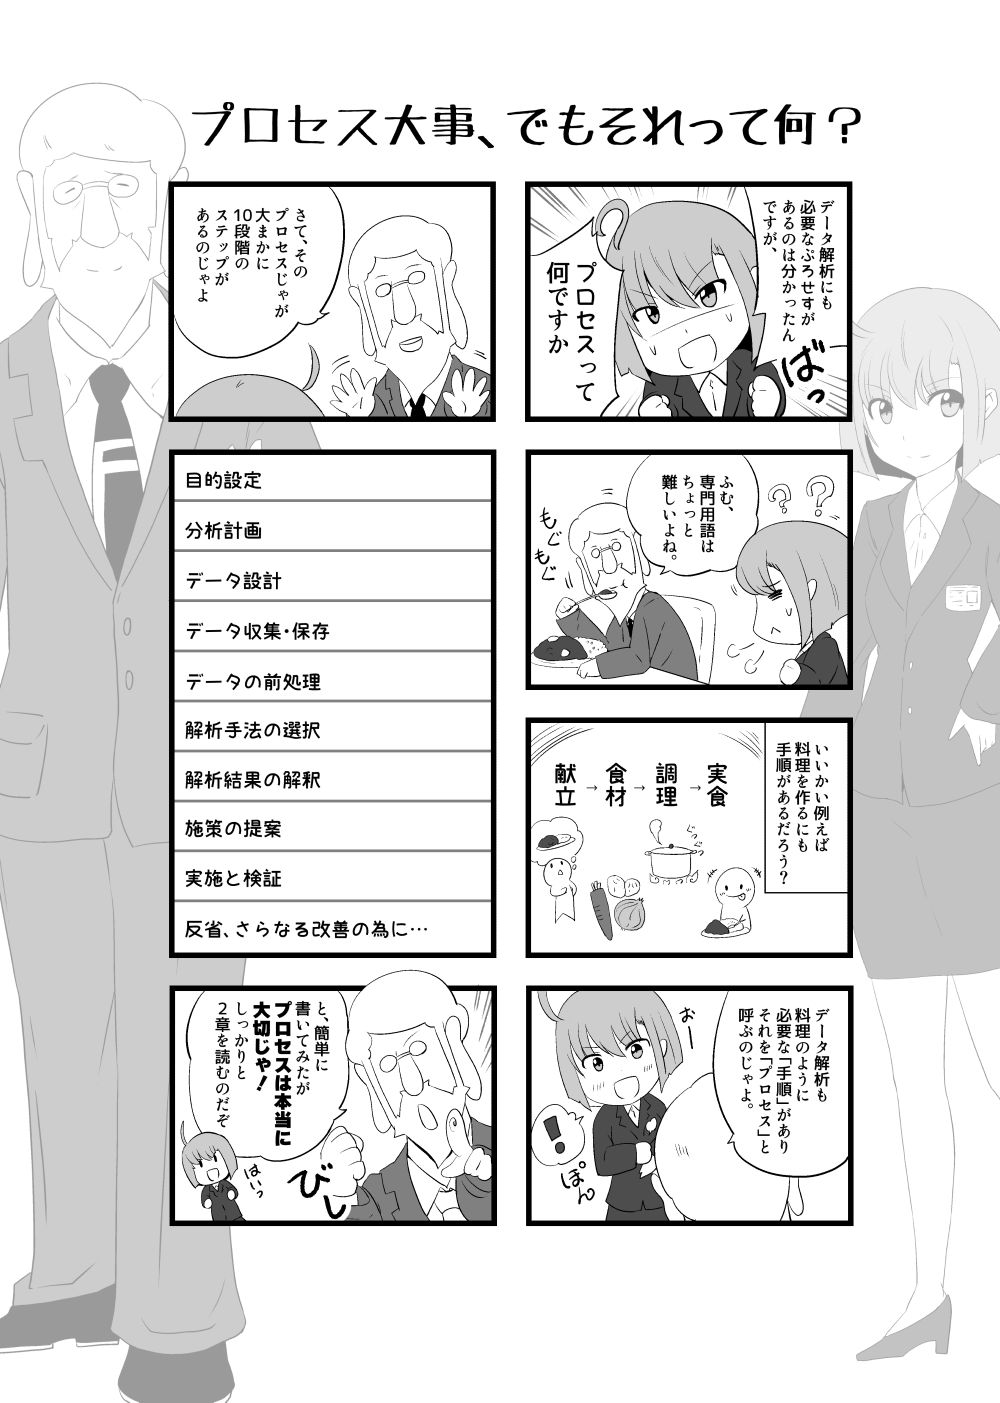 プロセス大事、でもそれって何？
データ解析にも
必要なぷろせすが
あるのは分かったん
ですが、
プロセスって
何ですか
ばっ
ふむ、
専門用語は
ちょっと
難しいよね。
？？
もぐ
もぐ
いいかい例えば
料理を作るにも
手順があるだろう？
献立→食材→調理→実食
ぐつぐつ
データ解析も
料理のように
必要な「手順」があり
それを「プロセス」と
呼ぶのじゃよ。
おー
！
ぽん
さて、その
プロセスじゃが
大まかに
10段階の
ステップが
あるのじゃよ
目的設定
分析計画
データ設計
データ収集・保存
データの前処理
解析手法の選択
解析結果の解釈
施策の提案
実施と検証
反省、さらなる改善の為に…
と、簡単に
書いてみたが
プロセスは本当に
大切じゃ！
しっかりと
２章を読むのだぞ
はいっ
びし